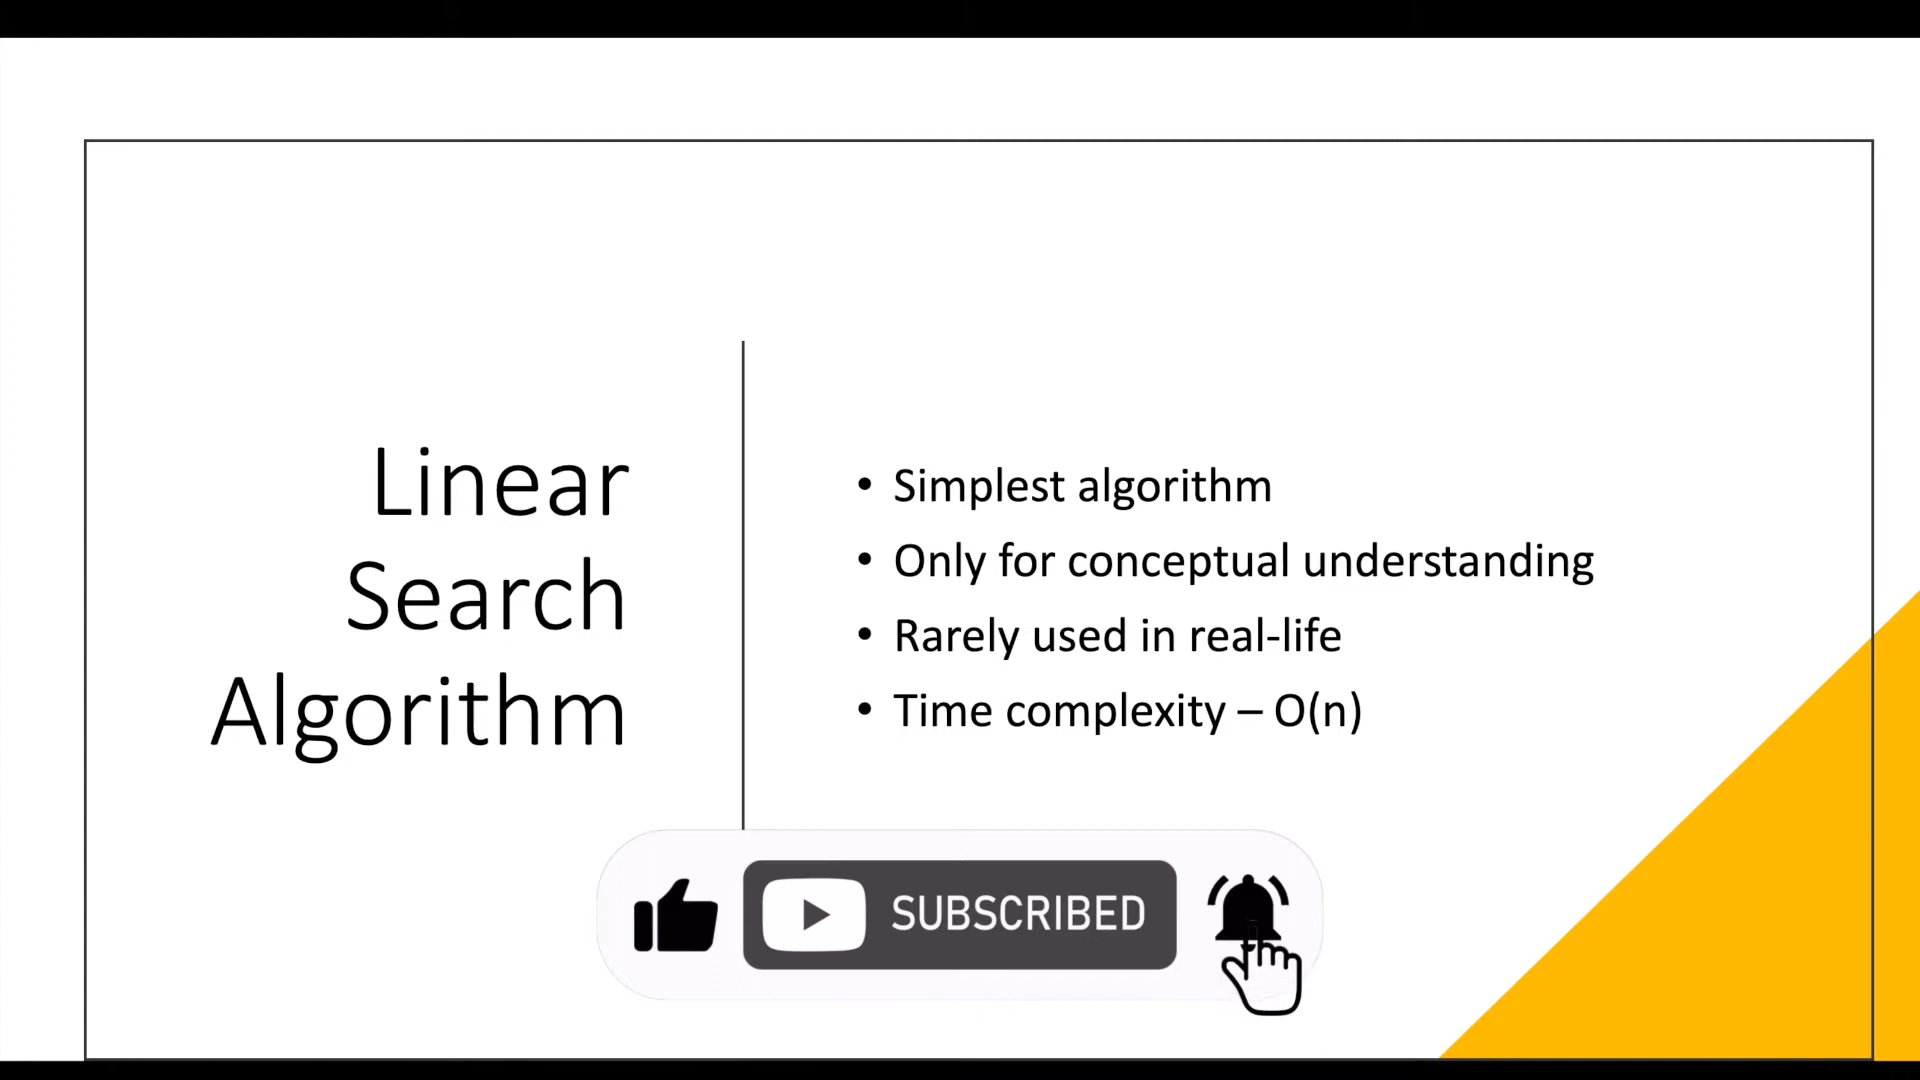 Linear
Search
Algorithm
• Simplest algorithm
• Only for conceptual understanding
• Rarely used in real-life
• Time complexity – O(n)
SUBSCRIBED